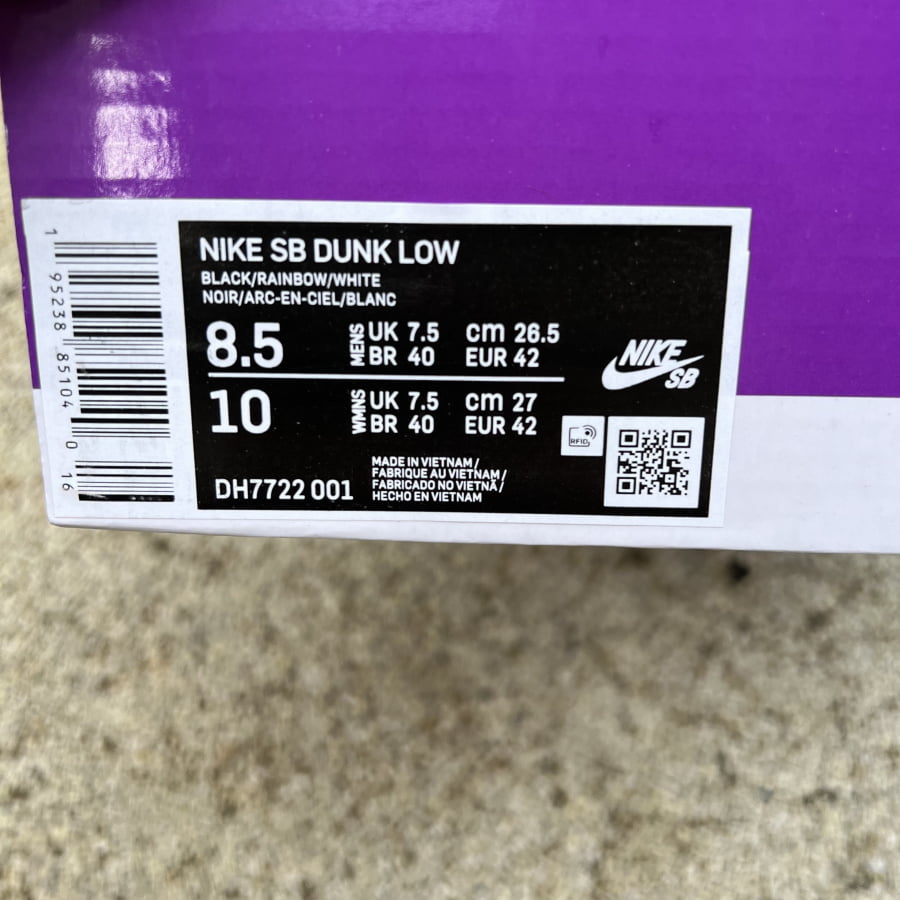 NIKE SB DUNK LOW
BLACK/RAINBOW/WHITE
NOIR/ARC-EN-CIEL/BLANC
8.5 MENS UK 7.5 cm 26.5
BR 40 EUR 42
10 WMNS UK 7.5 cm 27
BR 40 EUR 42
NIKE
SB
RFID
DH7722 001
MADE IN VIETNAM /
FABRIQUE AU VIETNAM /
FABRICADO NO VIETNÃ /
HECHO EN VIETNAM
1 95238 85104 0 16